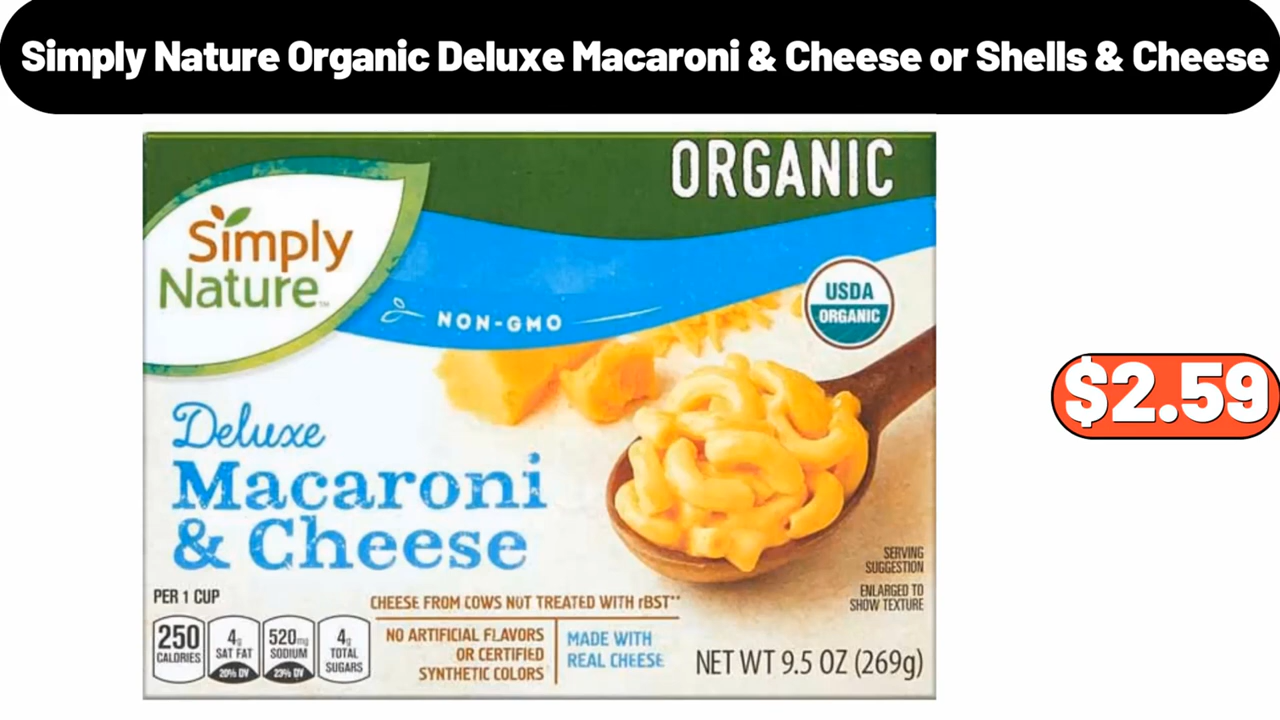 Simply Nature Organic Deluxe Macaroni & Cheese or Shells & Cheese
ORGANIC
Simply
Nature™
NON-GMO
USDA
ORGANIC
$2.59
Deluxe
Macaroni
& Cheese
SERVING
SUGGESTION
ENLARGED TO
SHOW TEXTURE
PER 1 CUP
CHEESE FROM COWS NOT TREATED WITH rBST**
250
CALORIES
4g
SAT FAT
20% DV
520mg
SODIUM
23% DV
4g
TOTAL
SUGARS
NO ARTIFICIAL FLAVORS
OR CERTIFIED
SYNTHETIC COLORS
MADE WITH
REAL CHEESE
NET WT 9.5 OZ (269g)